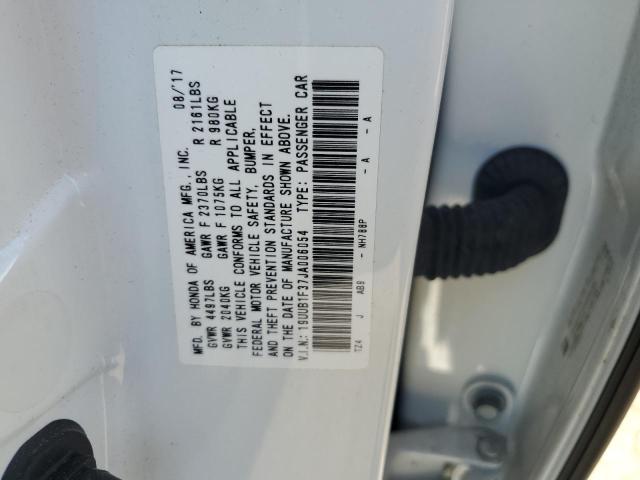 MFD. BY HONDA OF AMERICA MFG., INC. 08/'17
GVWR 4497LBS GAWR F 2370LBS R 2161LBS
GVWR 2040KG GAWR F 1075KG R 980KG
THIS VEHICLE CONFORMS TO ALL APPLICABLE
FEDERAL MOTOR VEHICLE SAFETY, BUMPER,
AND THEFT PREVENTION STANDARDS IN EFFECT
ON THE DATE OF MANUFACTURE SHOWN ABOVE.
V.I.N.: 19UUB1F37JA006054 TYPE: PASSENGER CAR
TZ4 J AB9 - NH788P - A - A